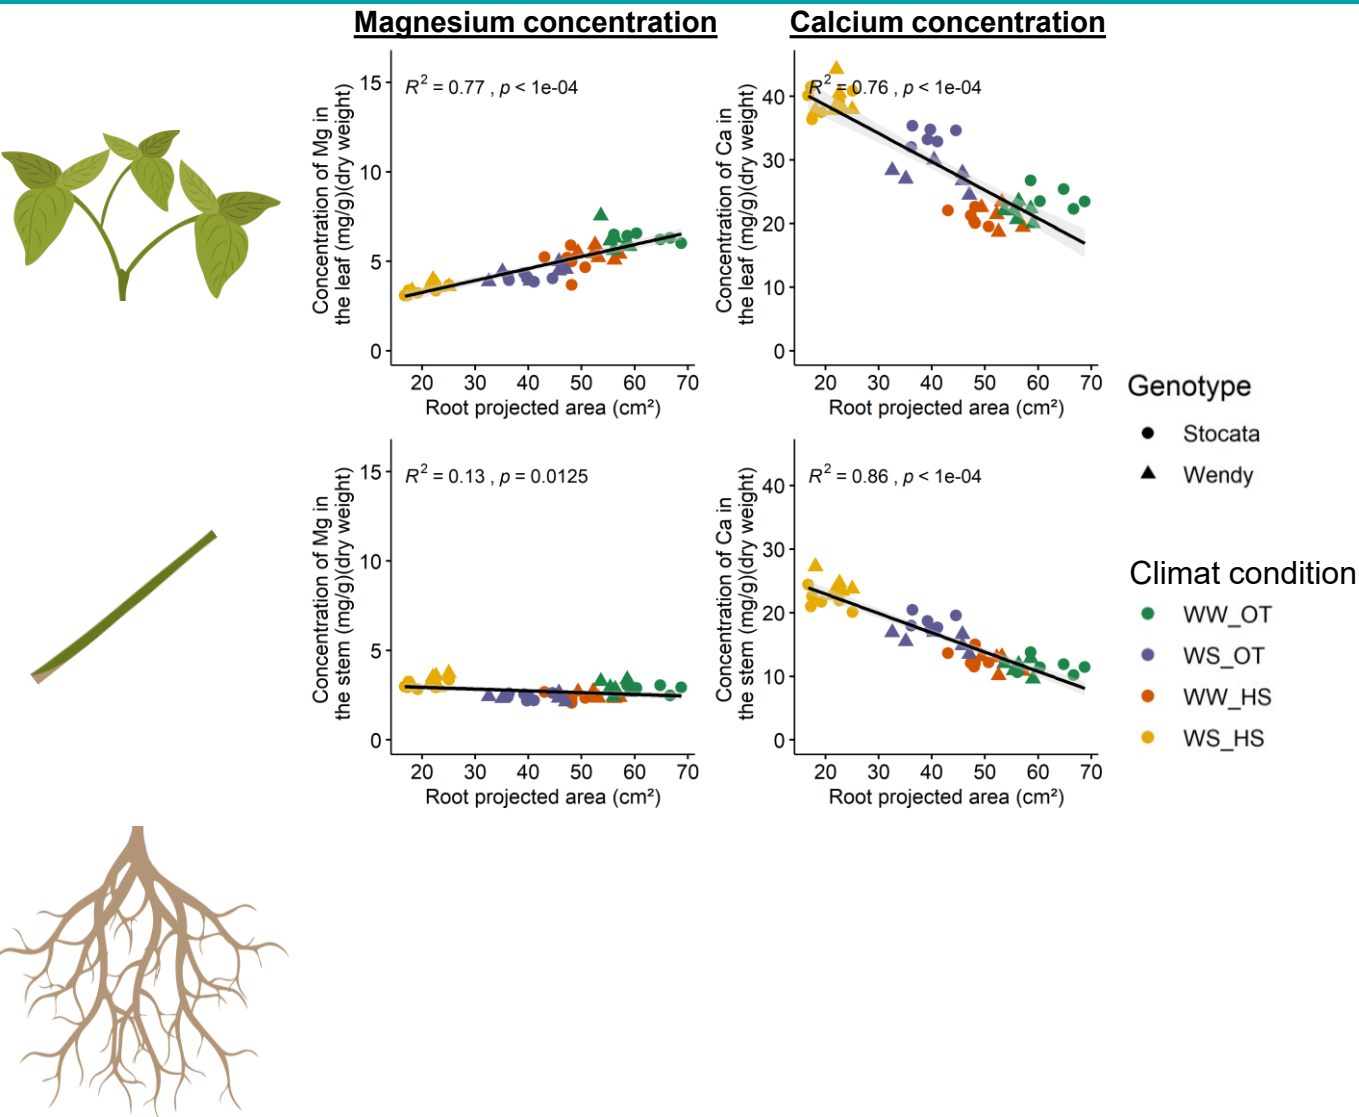 Magnesium concentration
Calcium concentration
Concentration of Mg in
the leaf (mg/g)(dry weight)
R² = 0.77 , p < 1e-04
15
10
5
0
20 30 40 50 60 70
Root projected area (cm²)
Concentration of Ca in
the leaf (mg/g)(dry weight)
R² = 0.76 , p < 1e-04
40
30
20
10
0
20 30 40 50 60 70
Root projected area (cm²)
Concentration of Mg in
the stem (mg/g)(dry weight)
R² = 0.13 , p = 0.0125
15
10
5
0
20 30 40 50 60 70
Root projected area (cm²)
Concentration of Ca in
the stem (mg/g)(dry weight)
R² = 0.86 , p < 1e-04
40
30
20
10
0
20 30 40 50 60 70
Root projected area (cm²)
Genotype
Stocata
Wendy
Climat condition
WW_OT
WS_OT
WW_HS
WS_HS